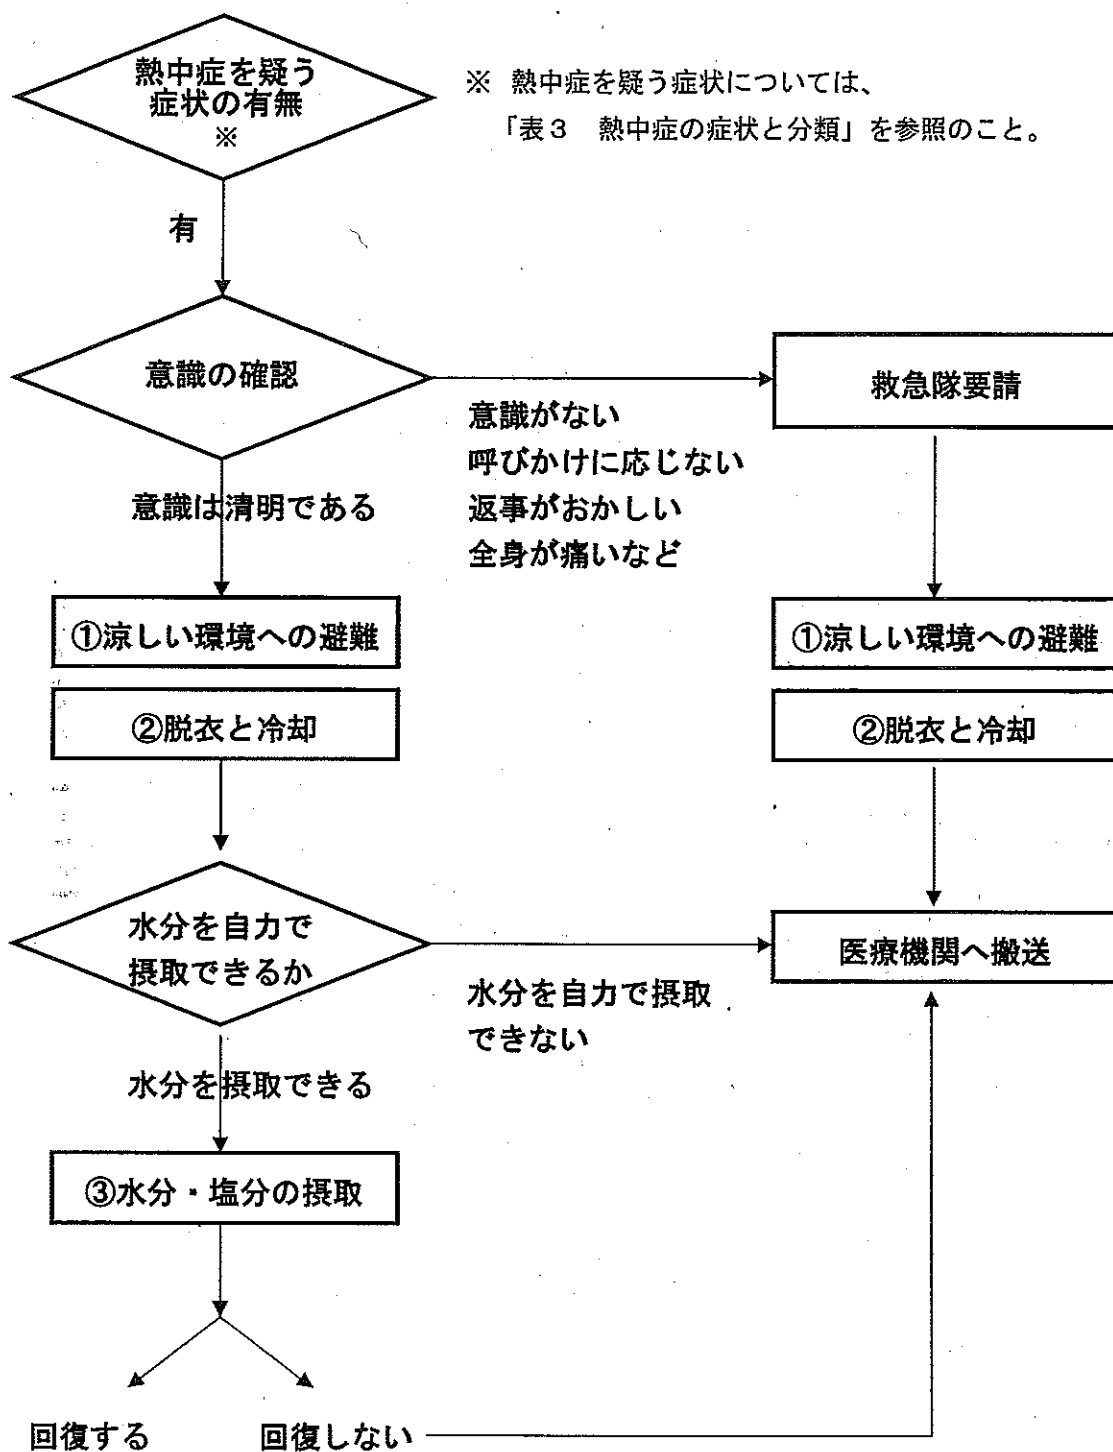 熱中症を疑う
症状の有無
※
※ 熱中症を疑う症状については、
「表３　熱中症の症状と分類」を参照のこと。
有
意識の確認
救急隊要請
意識がない
呼びかけに応じない
返事がおかしい
全身が痛いなど
意識は清明である
①涼しい環境への避難
①涼しい環境への避難
②脱衣と冷却
②脱衣と冷却
水分を自力で
摂取できるか
医療機関へ搬送
水分を自力で摂取
できない
水分を摂取できる
③水分・塩分の摂取
回復する
回復しない